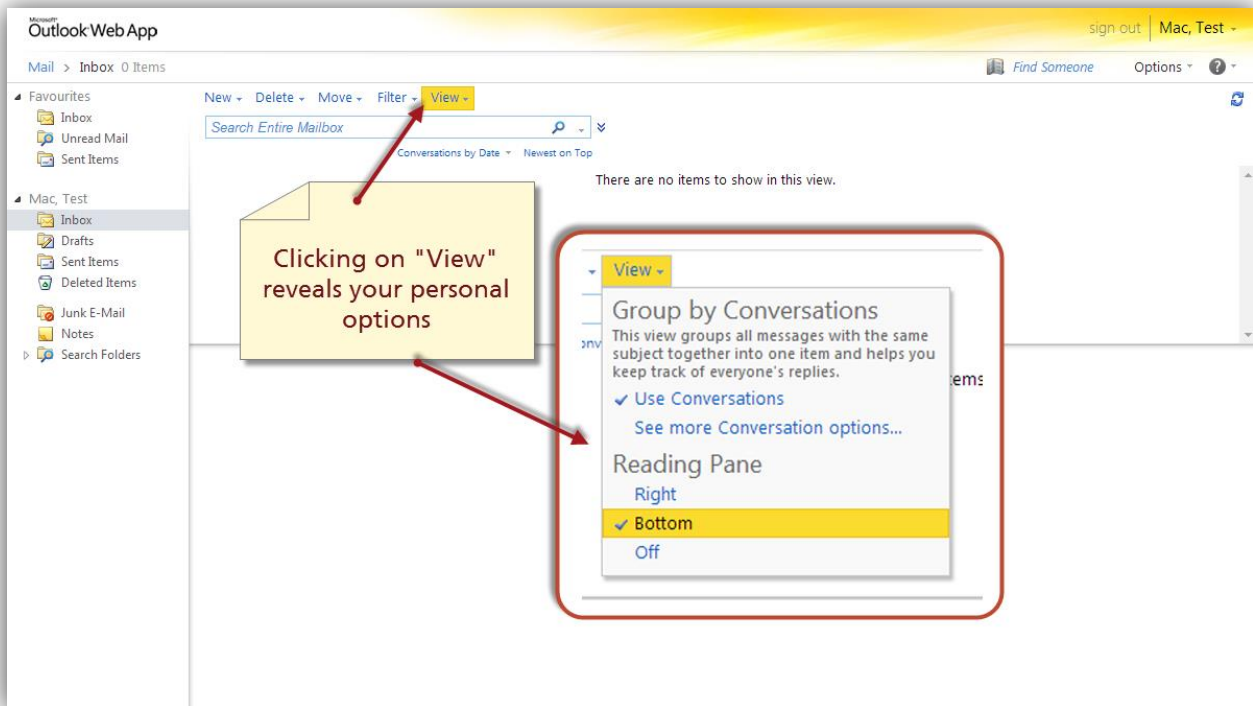 Microsoft®
Outlook Web App
sign out Mac, Test
Mail > Inbox 0 Items
Find Someone Options
Favourites
Inbox
Unread Mail
Sent Items
Mac, Test
Inbox
Drafts
Sent Items
Deleted Items
Junk E-Mail
Notes
Search Folders
New Delete Move Filter View
Search Entire Mailbox
Conversations by Date Newest on Top
There are no items to show in this view.
Clicking on "View"
reveals your personal
options
View
Group by Conversations
This view groups all messages with the same
subject together into one item and helps you
keep track of everyone's replies.
Use Conversations
See more Conversation options...
Reading Pane
Right
Bottom
Off